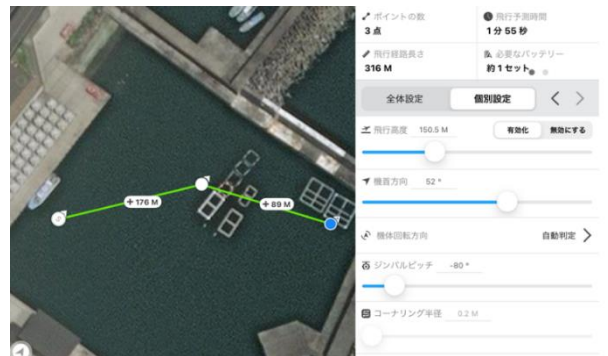 ポイントの数
3 点
飛行予測時間
1 分 55 秒
飛行経路長さ
316 M
必要なバッテリー
約 1 セット
全体設定
個別設定
飛行高度 150.5 M
有効化
無効にする
機首方向 52 °
機体回転方向
自動判定
ジンバルピッチ -80 °
コーナリング半径 0.2 M
+ 176 M
+ 89 M